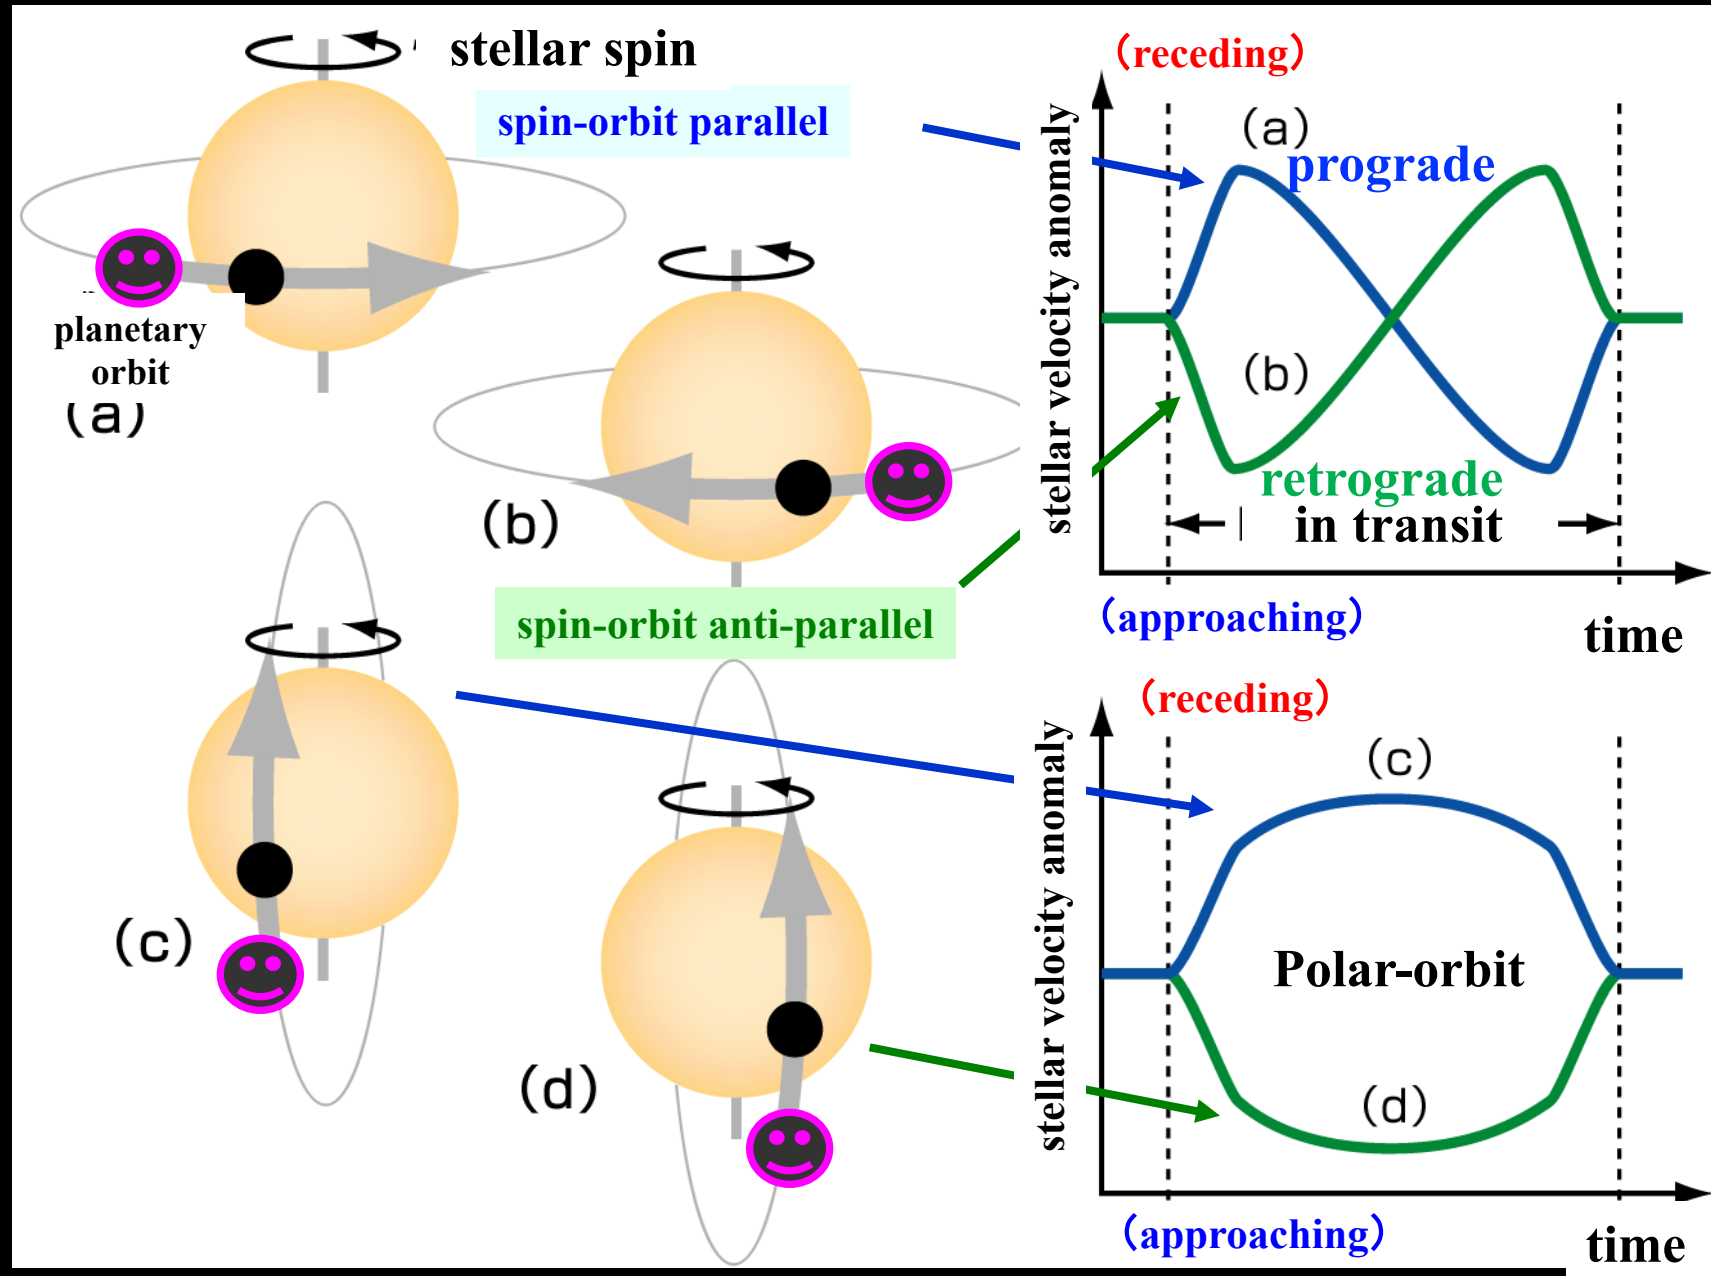 stellar spin
spin-orbit parallel
planetary
orbit
(a)
(b)
spin-orbit anti-parallel
(c)
(d)
(receding)
stellar velocity anomaly
(a)
prograde
(b)
retrograde
in transit
(approaching)
time
(receding)
stellar velocity anomaly
(c)
Polar-orbit
(d)
(approaching)
time